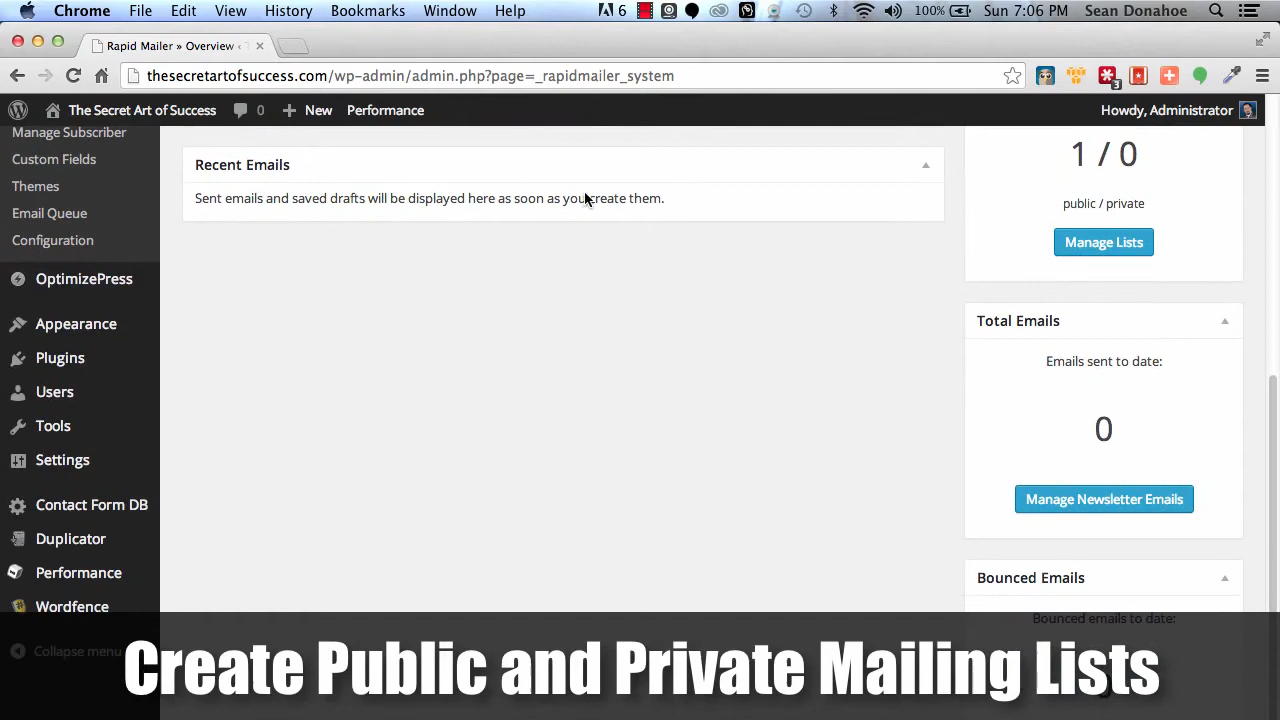 Chrome File Edit View History Bookmarks Window Help 6 100% Sun 7:06 PM Sean Donahoe
Rapid Mailer » Overview ‹ T
thesecretartofsuccess.com/wp-admin/admin.php?page=_rapidmailer_system 3
The Secret Art of Success 0 New Performance Howdy, Administrator
Manage Subscriber
Custom Fields
Themes
Email Queue
Configuration
OptimizePress
Appearance
Plugins
Users
Tools
Settings
Contact Form DB
Duplicator
Performance
Wordfence
Collapse menu
Recent Emails
Sent emails and saved drafts will be displayed here as soon as you create them.
1 / 0
public / private
Manage Lists
Total Emails
Emails sent to date:
0
Manage Newsletter Emails
Bounced Emails
Bounced emails to date:
Create Public and Private Mailing Lists